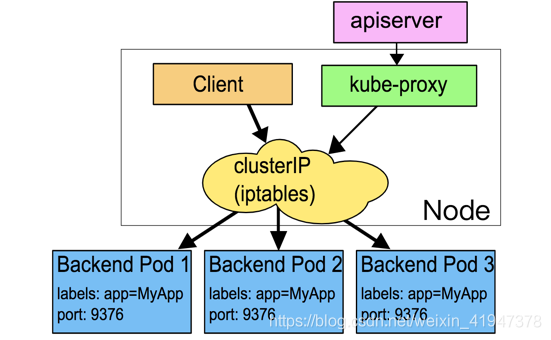 apiserver
Client
kube-proxy
clusterIP
(iptables)
Node
Backend Pod 1
labels: app=MyApp
port: 9376
Backend Pod 2
labels: app=MyApp
port: 9376
Backend Pod 3
labels: app=MyApp
port: 9376
https://blog.csdn.net/weixin_41947378